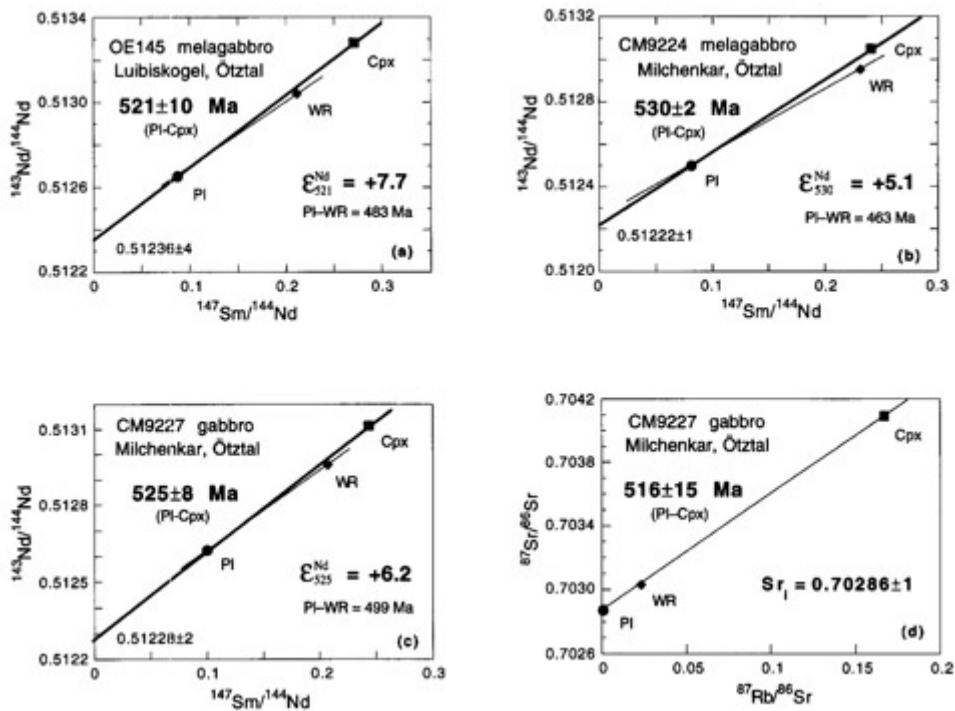 0.5134
0.5130
0.5126
0.5122
¹⁴³Nd/¹⁴⁴Nd
OE145 melagabbro
Luibiskogel, Ötztal
521±10 Ma
(Pl-Cpx)
Cpx
WR
Pl
ε Nd 521 = +7.7
Pl–WR = 483 Ma
0.51236±4
(a)
0 0.1 0.2 0.3
¹⁴⁷Sm/¹⁴⁴Nd
0.5132
0.5128
0.5124
0.5120
¹⁴³Nd/¹⁴⁴Nd
CM9224 melagabbro
Milchenkar, Ötztal
530±2 Ma
(Pl-Cpx)
Cpx
WR
Pl
ε Nd 530 = +5.1
Pl–WR = 463 Ma
0.51222±1
(b)
0 0.1 0.2 0.3
¹⁴⁷Sm/¹⁴⁴Nd
0.5131
0.5128
0.5125
0.5122
¹⁴³Nd/¹⁴⁴Nd
CM9227 gabbro
Milchenkar, Ötztal
525±8 Ma
(Pl-Cpx)
Cpx
WR
Pl
ε Nd 525 = +6.2
Pl–WR = 499 Ma
0.51228±2
(c)
0 0.1 0.2 0.3
¹⁴⁷Sm/¹⁴⁴Nd
0.7042
0.7038
0.7034
0.7030
0.7026
⁸⁷Sr/⁸⁶Sr
CM9227 gabbro
Milchenkar, Ötztal
516±15 Ma
(Pl–Cpx)
Cpx
WR
Pl
Srᵢ = 0.70286±1
(d)
0 0.05 0.1 0.15 0.2
⁸⁷Rb/⁸⁶Sr